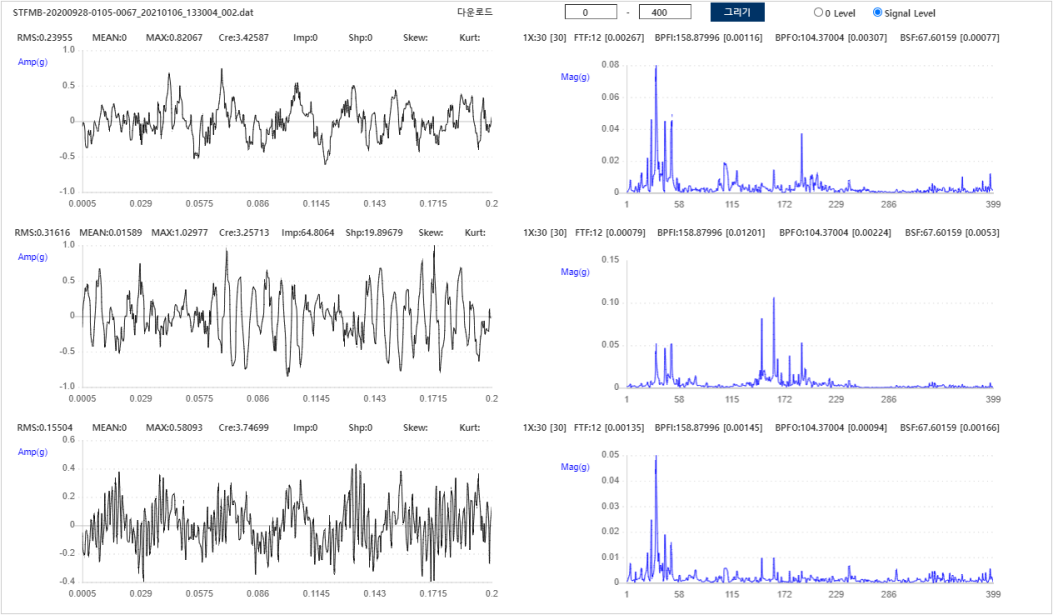 STFMB-20200928-0105-0067_20210106_133004_002.dat 다운로드 0 - 400 그리기 0 Level Signal Level
RMS:0.23955 MEAN:0 MAX:0.82067 Cre:3.42587 Imp:0 Shp:0 Skew: Kurt: 1X:30 [30] FTF:12 [0.00267] BPFI:158.87996 [0.00116] BPFO:104.37004 [0.00307] BSF:67.60159 [0.00077]
Amp(g)
1.0
0.5
0
-0.5
-1.0
0.0005 0.029 0.0575 0.086 0.1145 0.143 0.1715 0.2
Mag(g)
0.08
0.06
0.04
0.02
0
1 58 115 172 229 286 399
RMS:0.31616 MEAN:0.01589 MAX:1.02977 Cre:3.25713 Imp:64.8064 Shp:19.89679 Skew: Kurt: 1X:30 [30] FTF:12 [0.00079] BPFI:158.87996 [0.01201] BPFO:104.37004 [0.00224] BSF:67.60159 [0.0053]
Amp(g)
1.0
0.5
0
-0.5
-1.0
0.0005 0.029 0.0575 0.086 0.1145 0.143 0.1715 0.2
Mag(g)
0.15
0.10
0.05
0
1 58 115 172 229 286 399
RMS:0.15504 MEAN:0 MAX:0.58093 Cre:3.74699 Imp:0 Shp:0 Skew: Kurt: 1X:30 [30] FTF:12 [0.00135] BPFI:158.87996 [0.00145] BPFO:104.37004 [0.00094] BSF:67.60159 [0.00166]
Amp(g)
0.6
0.4
0.2
0
-0.2
-0.4
0.0005 0.029 0.0575 0.086 0.1145 0.143 0.1715 0.2
Mag(g)
0.05
0.04
0.03
0.02
0.01
0
1 58 115 172 229 286 399